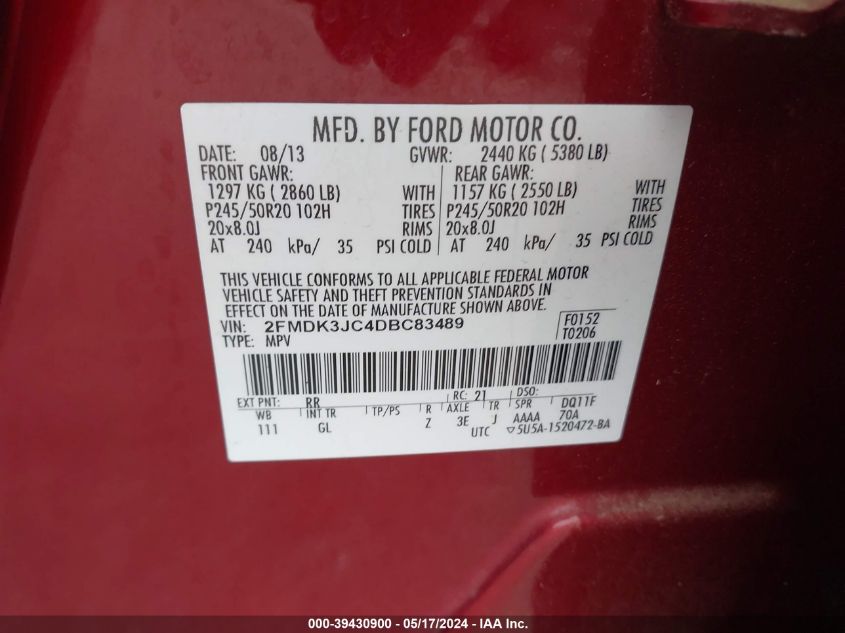 MFD. BY FORD MOTOR CO.
DATE: 08/13 GVWR: 2440 KG ( 5380 LB)
FRONT GAWR: REAR GAWR:
1297 KG ( 2860 LB) WITH 1157 KG ( 2550 LB) WITH
P245/50R20 102H TIRES P245/50R20 102H TIRES
20x8.0J RIMS 20x8.0J RIMS
AT 240 kPa/ 35 PSI COLD AT 240 kPa/ 35 PSI COLD
THIS VEHICLE CONFORMS TO ALL APPLICABLE FEDERAL MOTOR
VEHICLE SAFETY AND THEFT PREVENTION STANDARDS IN
EFFECT ON THE DATE OF MANUFACTURE SHOWN ABOVE.
VIN: 2FMDK3JC4DBC83489 F0152
TYPE: MPV T0206
EXT PNT: RR RC: 21 DSO:
WB INT TR TP/PS R AXLE TR SPR DQ11F
111 GL Z 3E J AAAA 70A
UTC ▽5U5A-1520472-BA
000-39430900 - 05/17/2024 - IAA Inc.